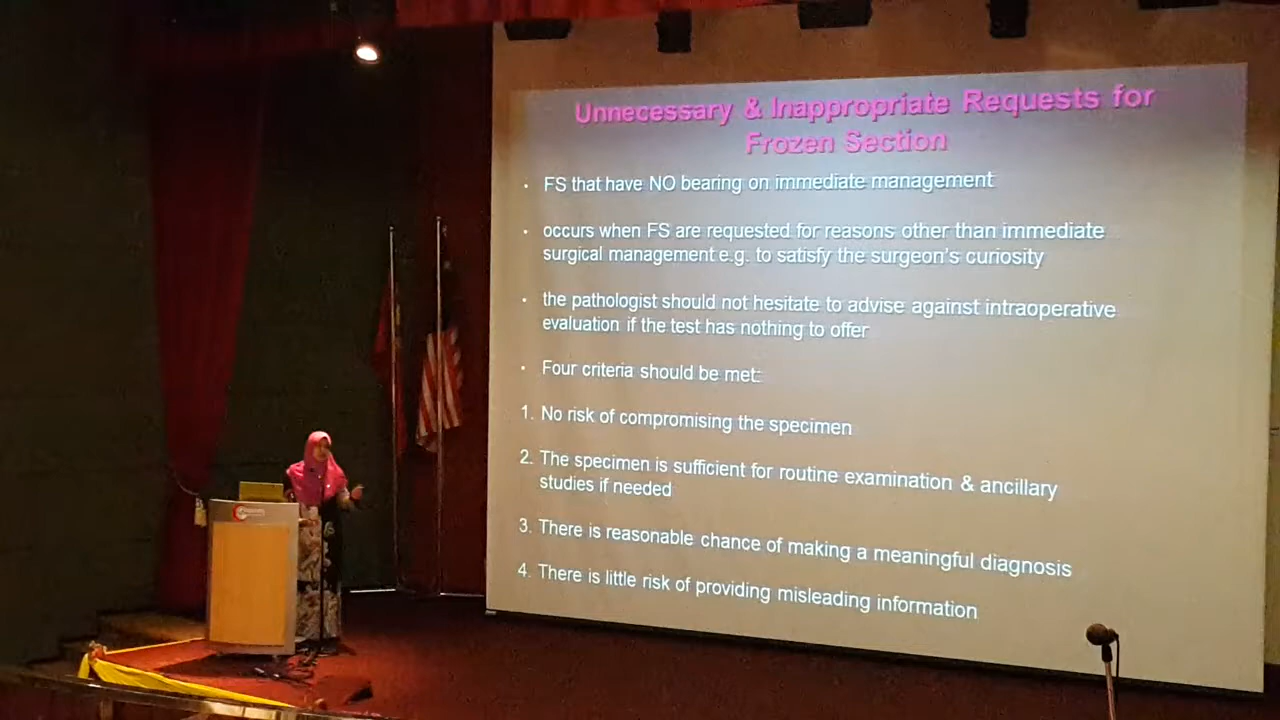 Unnecessary & Inappropriate Requests for
Frozen Section
• FS that have NO bearing on immediate management
• occurs when FS are requested for reasons other than immediate
surgical management e.g. to satisfy the surgeon's curiosity
• the pathologist should not hesitate to advise against intraoperative
evaluation if the test has nothing to offer
• Four criteria should be met:
1. No risk of compromising the specimen
2. The specimen is sufficient for routine examination & ancillary
studies if needed
3. There is reasonable chance of making a meaningful diagnosis
4. There is little risk of providing misleading information